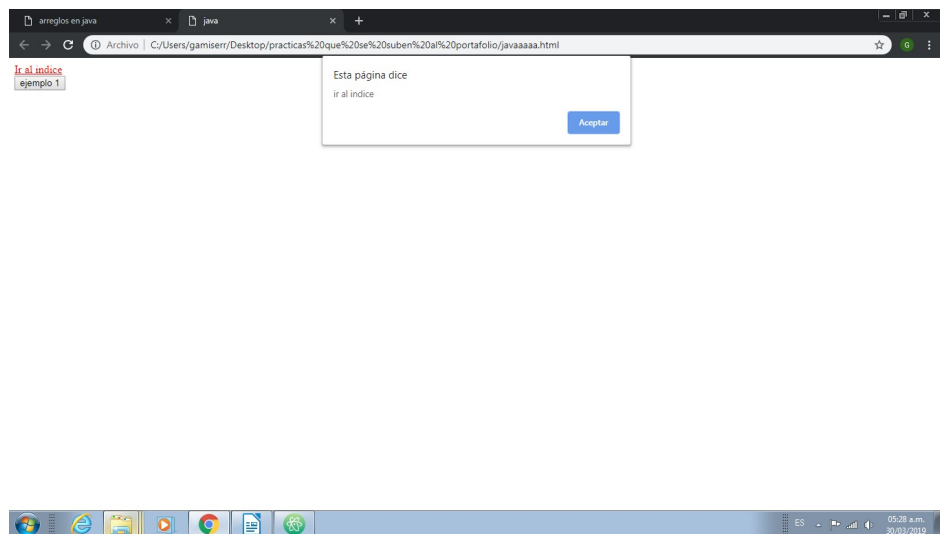 arreglos en java
java
Archivo
C:/Users/gamiserr/Desktop/practicas%20que%20se%20suben%20al%20portafolio/javaaaaa.html
G
Ir al indice
ejemplo 1
Esta página dice
ir al indice
Aceptar
ES
05:28 a.m.
30/03/2019